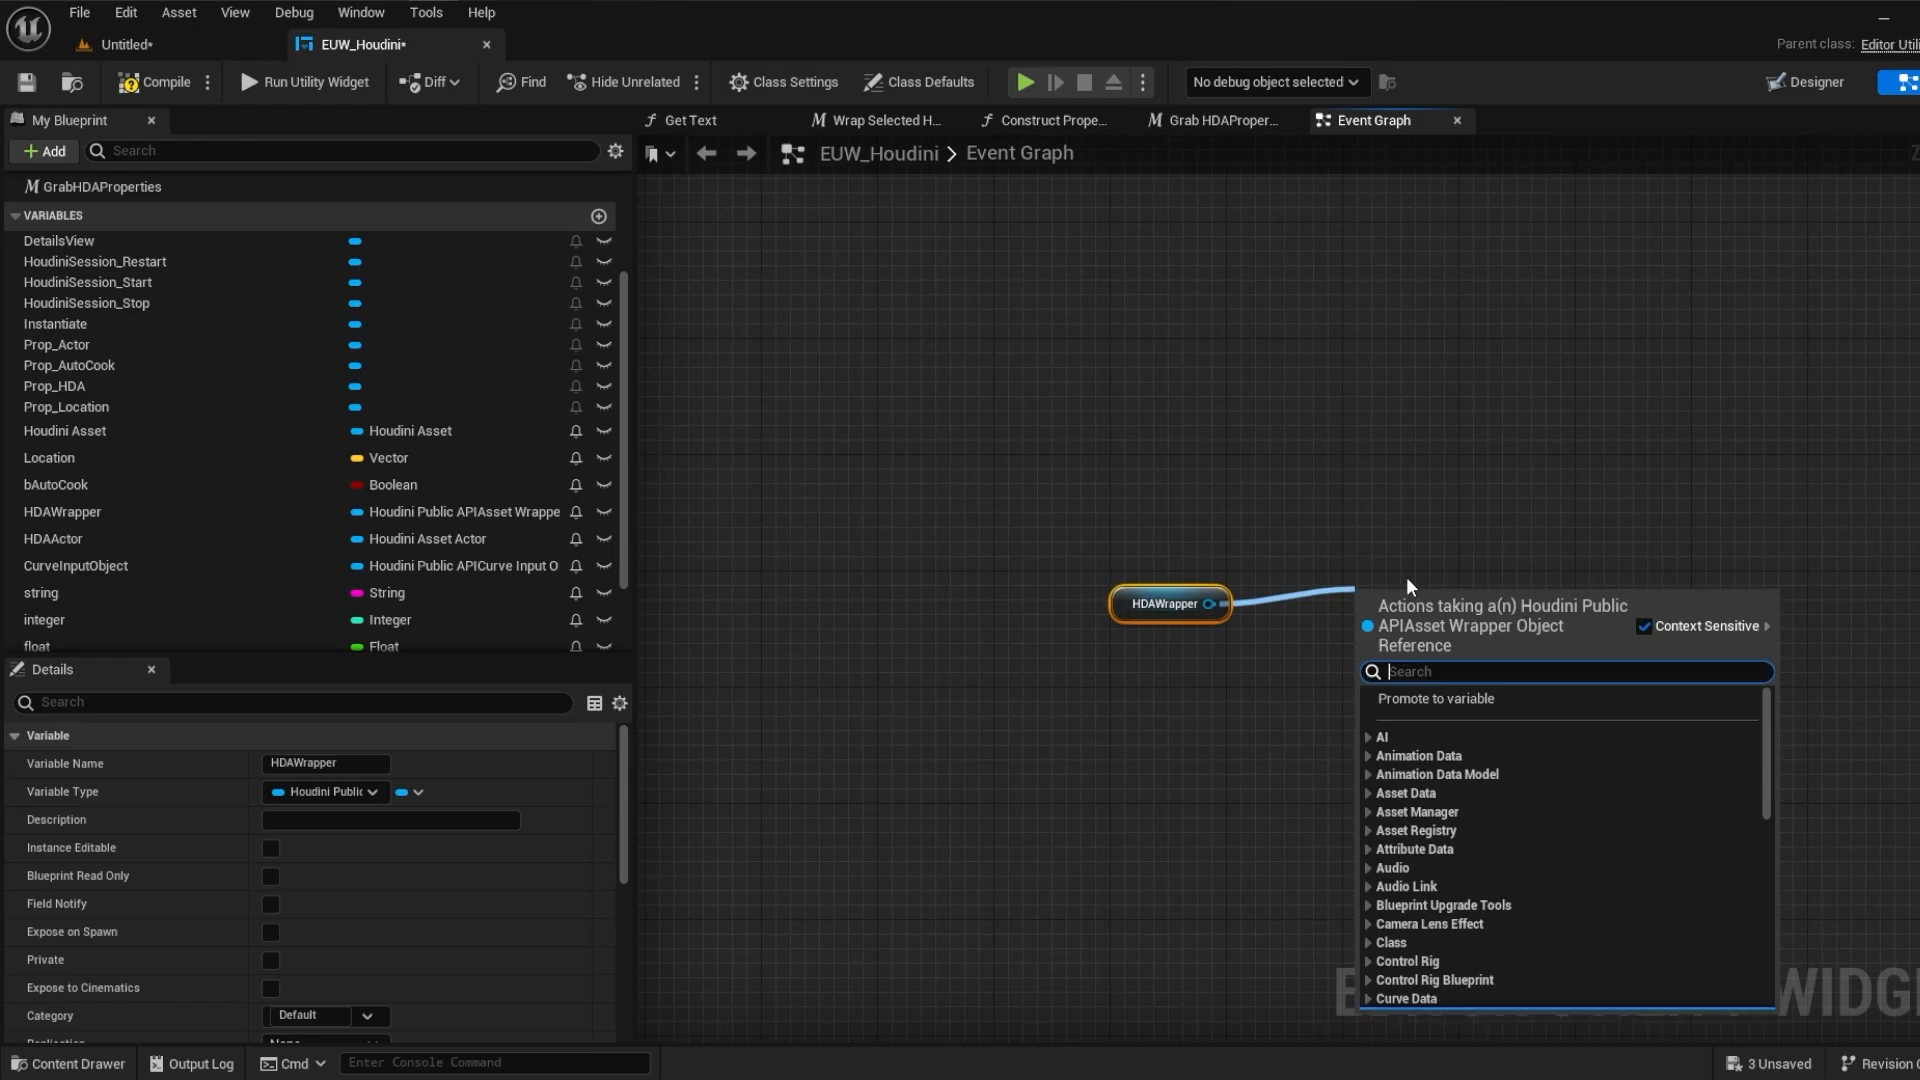 File Edit Asset View Debug Window Tools Help
Untitled*
EUW_Houdini*
Parent class: Editor Utili
Compile
Run Utility Widget
Diff
Find
Hide Unrelated
Class Settings
Class Defaults
No debug object selected
Designer
My Blueprint
Get Text
Wrap Selected H...
Construct Prope...
Grab HDAProper...
Event Graph
Add
Search
EUW_Houdini > Event Graph
GrabHDAProperties
VARIABLES
DetailsView
HoudiniSession_Restart
HoudiniSession_Start
HoudiniSession_Stop
Instantiate
Prop_Actor
Prop_AutoCook
Prop_HDA
Prop_Location
Houdini Asset Houdini Asset
Location Vector
bAutoCook Boolean
HDAWrapper Houdini Public APIAsset Wrappe
HDAActor Houdini Asset Actor
CurveInputObject Houdini Public APICurve Input O
string String
integer Integer
float Float
HDAWrapper
Actions taking a(n) Houdini Public
APIAsset Wrapper Object
Reference
Context Sensitive
Search
Promote to variable
AI
Animation Data
Animation Data Model
Asset Data
Asset Manager
Asset Registry
Attribute Data
Audio
Audio Link
Blueprint Upgrade Tools
Camera Lens Effect
Class
Control Rig
Control Rig Blueprint
Curve Data
WIDG
Details
Search
Variable
Variable Name HDAWrapper
Variable Type Houdini Public
Description
Instance Editable
Blueprint Read Only
Field Notify
Expose on Spawn
Private
Expose to Cinematics
Category Default
Content Drawer
Output Log
Cmd
Enter Console Command
3 Unsaved
Revision